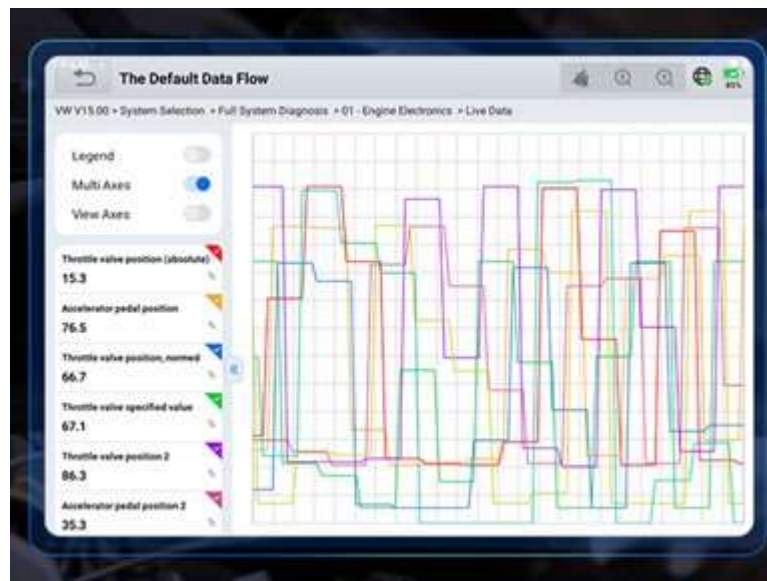 The Default Data Flow
85%
VW V15.00 > System Selection > Full System Diagnosis > 01 - Engine Electronics > Live Data
Legend
Multi Axes
View Axes
Throttle valve position (absolute)
15.3
%
Accelerator pedal position
76.5
%
Throttle valve position, normed
66.7
%
Throttle valve specified value
67.1
%
Throttle valve position 2
86.3
%
Accelerator pedal position 2
35.3
%